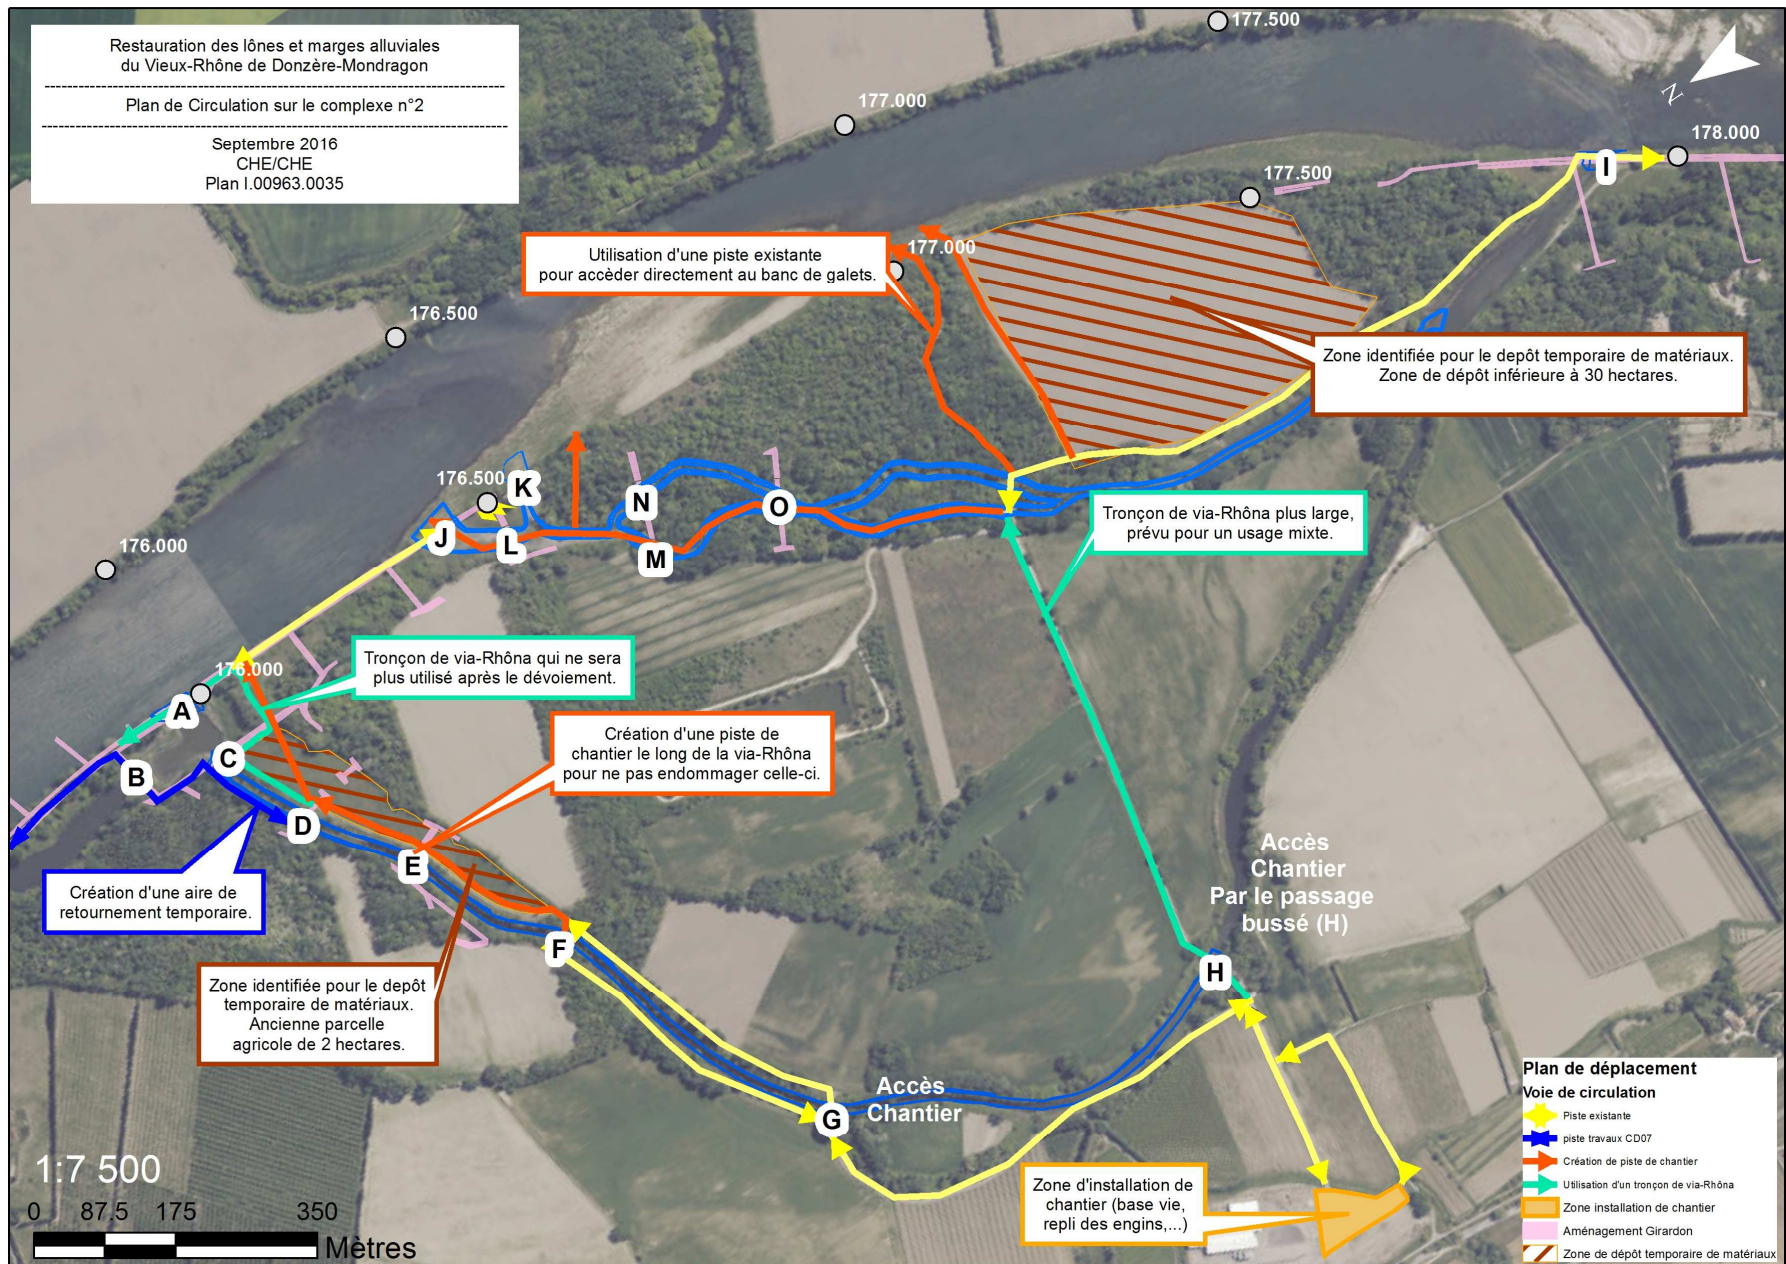 Restauration des lônes et marges alluviales
du Vieux-Rhône de Donzère-Mondragon
Plan de Circulation sur le complexe n°2
Septembre 2016
CHE/CHE
Plan I.00963.0035
177.500
N
177.000
178.000
I
177.500
Utilisation d'une piste existante
pour accèder directement au banc de galets.
177.000
176.500
Zone identifiée pour le depôt temporaire de matériaux.
Zone de dépôt inférieure à 30 hectares.
176.500
K
N
O
J
L
M
Tronçon de via-Rhôna plus large,
prévu pour un usage mixte.
176.000
Tronçon de via-Rhôna qui ne sera
plus utilisé après le dévoiement.
176.000
A
Création d'une piste de
chantier le long de la via-Rhôna
pour ne pas endommager celle-ci.
C
B
D
E
Création d'une aire de
retournement temporaire.
Accès
Chantier
Par le passage
bussé (H)
F
H
Zone identifiée pour le depôt
temporaire de matériaux.
Ancienne parcelle
agricole de 2 hectares.
Accès
Chantier
G
Zone d'installation de
chantier (base vie,
repli des engins,...)
1:7 500
0 87.5 175 350
Mètres
Plan de déplacement
Voie de circulation
Piste existante
piste travaux CD07
Création de piste de chantier
Utilisation d'un tronçon de via-Rhôna
Zone installation de chantier
Aménagement Girardon
Zone de dépôt temporaire de matériaux